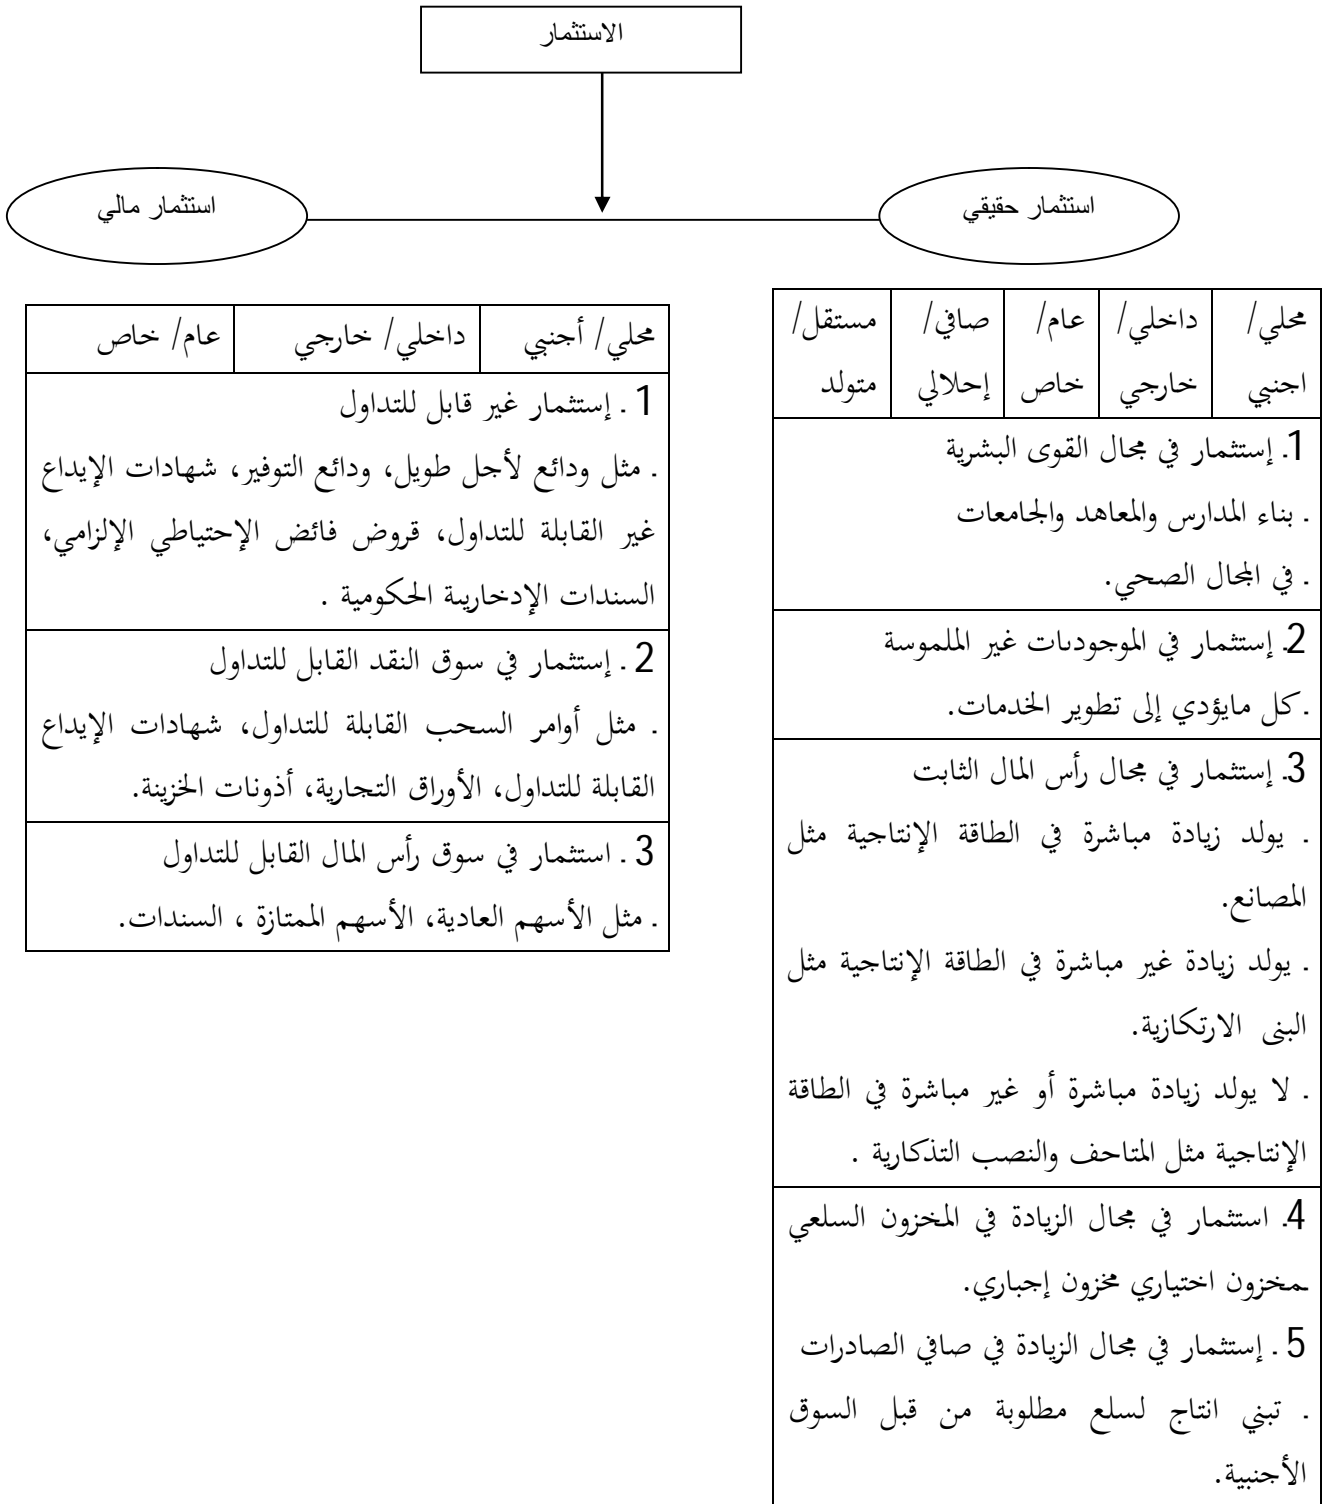 الاستثمار
استثمار حقيقي
استثمار مالي
محلي/ داخلي/ عام/ صافي/ مستقل/
اجنبي خارجي خاص إحلالي متولد
1. إستثمار في مجال القوى البشرية
. بناء المدارس والمعاهد والجامعات
. في المجال الصحي.
2. إستثمار في الموجودىات غير الملموسة
. كل مايؤدي إلى تطوير الخدمات.
3. إستثمار في مجال رأس المال الثابت
. يولد زيادة مباشرة في الطاقة الإنتاجية مثل
المصانع.
. يولد زيادة غير مباشرة في الطاقة الإنتاجية مثل
البنى الارتكازية.
. لا يولد زيادة مباشرة أو غير مباشرة في الطاقة
الإنتاجية مثل المتاحف والنصب التذكارية .
4. استثمار في مجال الزيادة في المخزون السلعي
ـمخزون اختياري مخزون إجباري.
5 . إستثمار في مجال الزيادة في صافي الصادرات
. تبني انتاج لسلع مطلوبة من قبل السوق
الأجنبية.
محلي/ أجنبي داخلي/ خارجي عام/ خاص
1 . إستثمار غير قابل للتداول
. مثل ودائع لأجل طويل، ودائع التوفير، شهادات الإيداع
غير القابلة للتداول، قروض فائض الإحتياطي الإلزامي،
السندات الإدخاريىة الحكومية .
2 . إستثمار في سوق النقد القابل للتداول
. مثل أوامر السحب القابلة للتداول، شهادات الإيداع
القابلة للتداول، الأوراق التجارية، أذونات الخزينة.
3 . استثمار في سوق رأس المال القابل للتداول
. مثل الأسهم العادية، الأسهم الممتازة ، السندات.